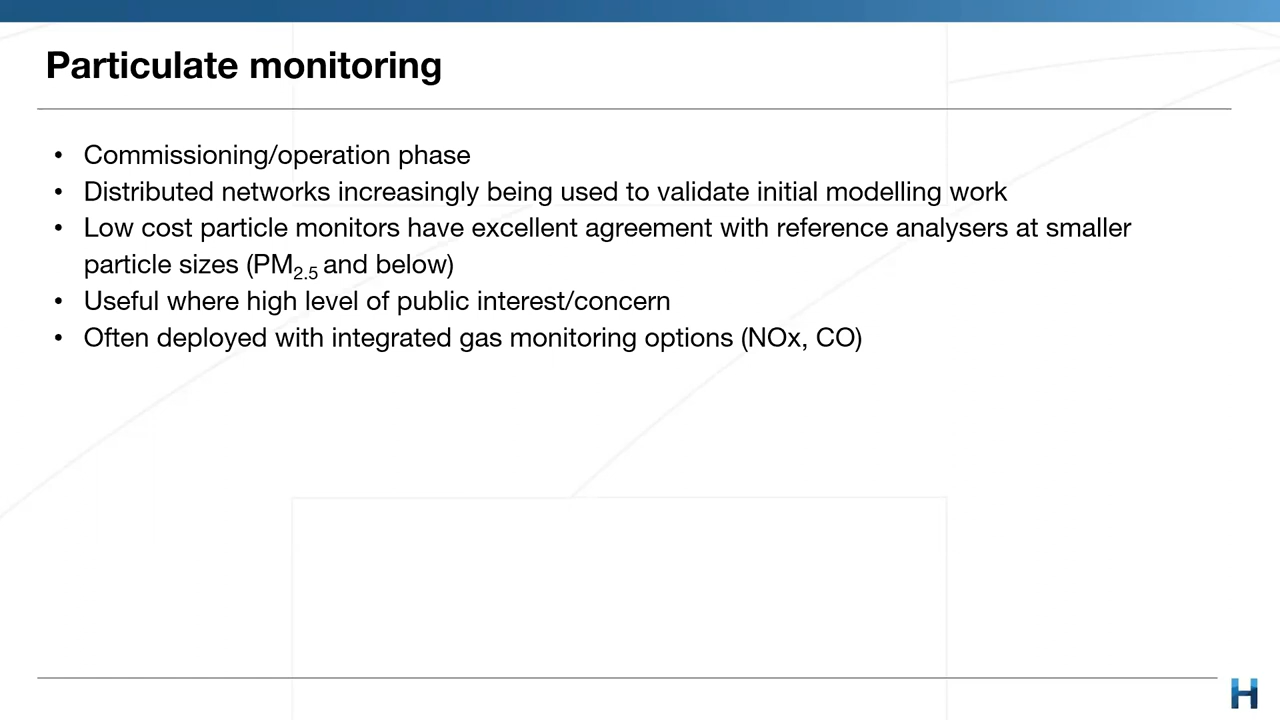 Particulate monitoring
• Commissioning/operation phase
• Distributed networks increasingly being used to validate initial modelling work
• Low cost particle monitors have excellent agreement with reference analysers at smaller
particle sizes (PM2.5 and below)
• Useful where high level of public interest/concern
• Often deployed with integrated gas monitoring options (NOx, CO)
H